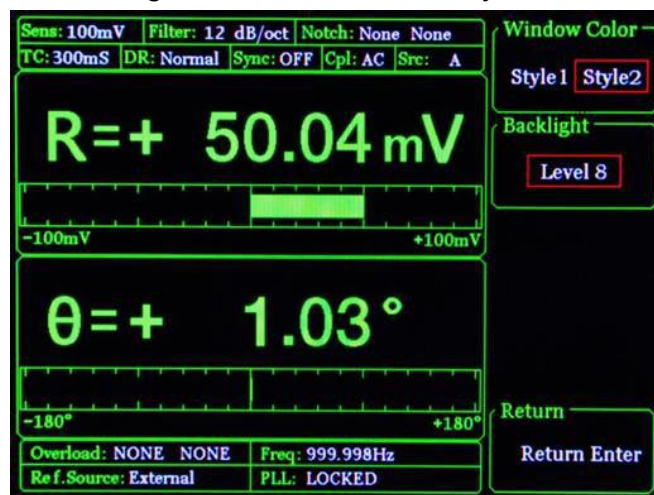 Sens: 100mV Filter: 12 dB/oct Notch: None None
TC: 300mS DR: Normal Sync: OFF Cpl: AC Src: A
R=+ 50.04 mV
-100mV +100mV
θ=+ 1.03°
-180° +180°
Overload: NONE NONE Freq: 999.998Hz
Ref.Source: External PLL: LOCKED
Window Color
Style1 Style2
Backlight
Level 8
Return
Return Enter